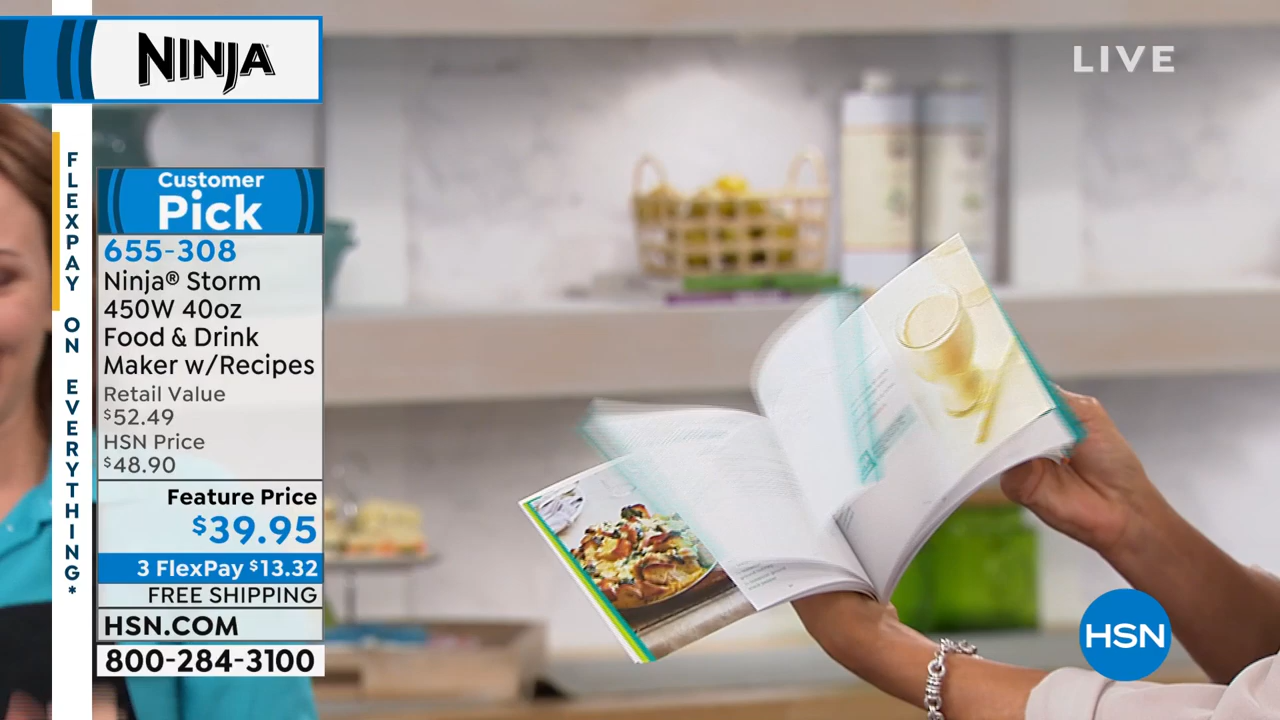 NINJA
LIVE
FLEXPAY ON EVERYTHING*
Customer
Pick
655-308
Ninja® Storm
450W 40oz
Food & Drink
Maker w/Recipes
Retail Value
$52.49
HSN Price
$48.90
Feature Price
$39.95
3 FlexPay $13.32
FREE SHIPPING
HSN.COM
800-284-3100
HSN